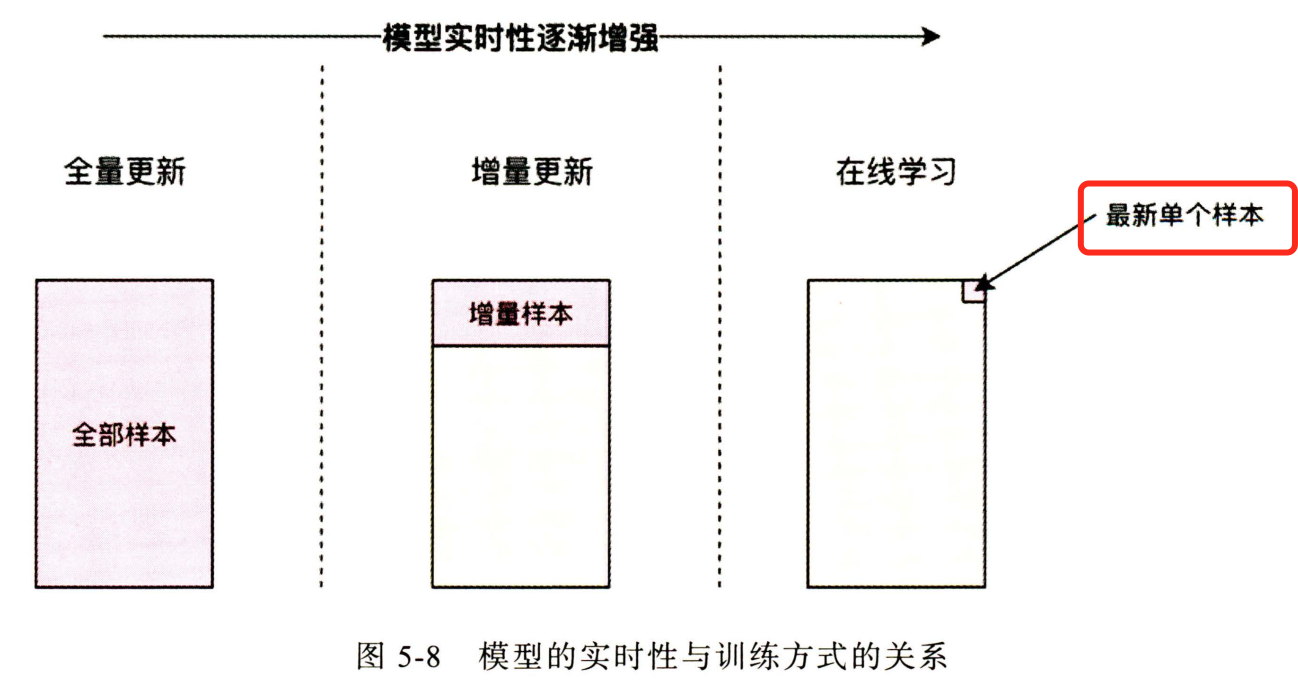 模型实时性逐渐增强
全量更新
增量更新
在线学习
最新单个样本
增量样本
全部样本
图 5-8 模型的实时性与训练方式的关系